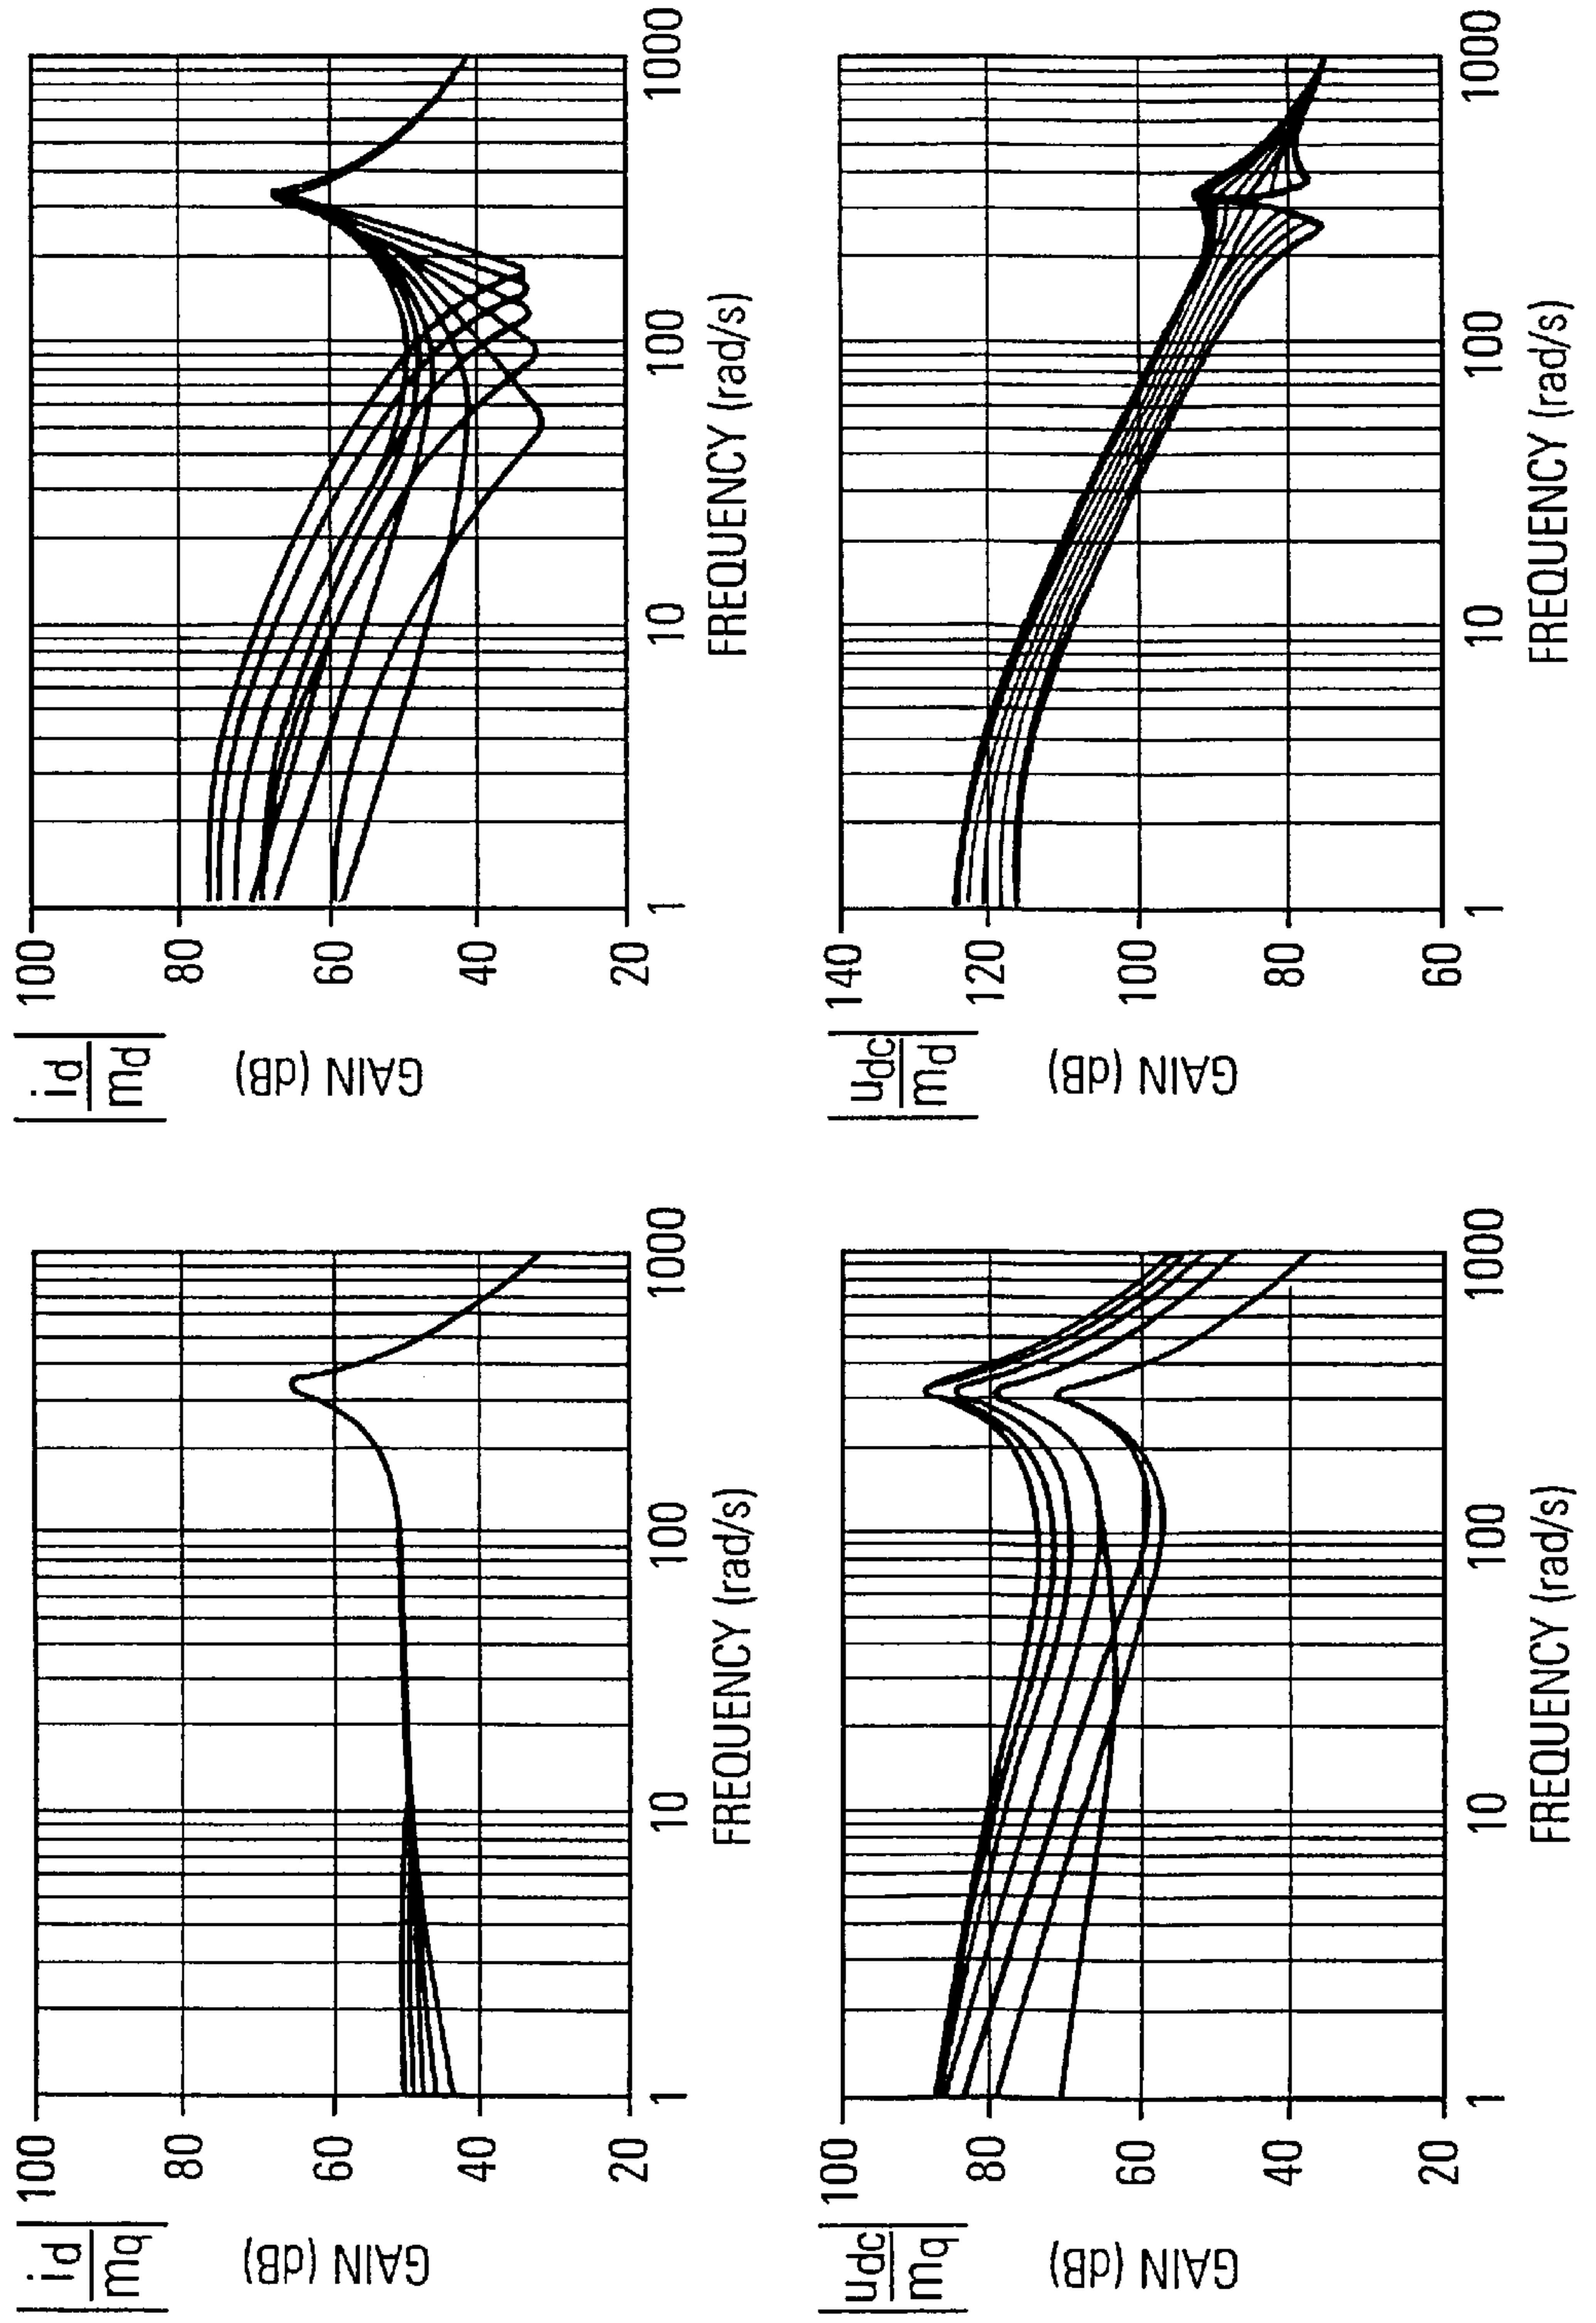 | id |
| mq |
GAIN (dB)
100
80
60
40
20
1
10
100
1000
FREQUENCY (rad/s)
| id |
| md |
GAIN (dB)
100
80
60
40
20
1
10
100
1000
FREQUENCY (rad/s)
| udc |
| mq |
GAIN (dB)
100
80
60
40
20
1
10
100
1000
FREQUENCY (rad/s)
| udc |
| md |
GAIN (dB)
140
120
100
80
60
1
10
100
1000
FREQUENCY (rad/s)